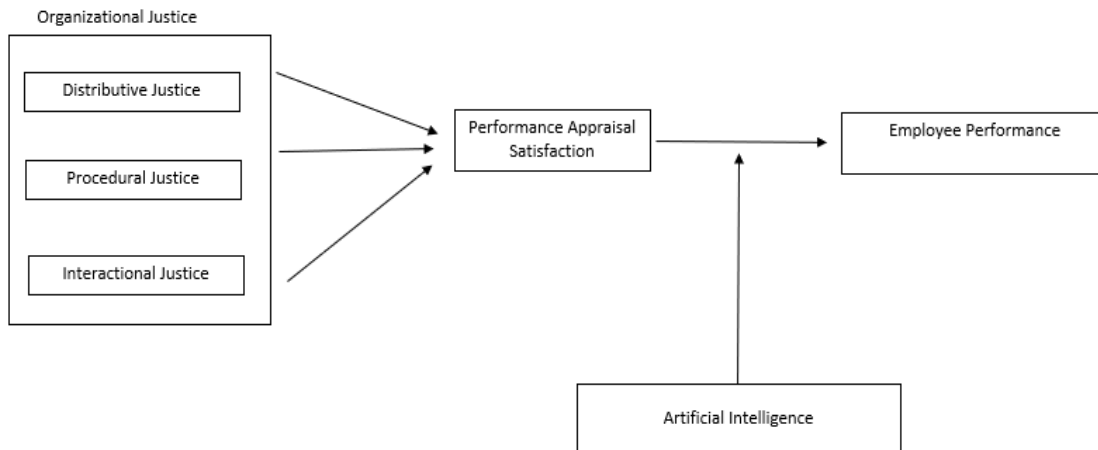 Organizational Justice
Distributive Justice
Procedural Justice
Interactional Justice
Performance Appraisal
Satisfaction
Employee Performance
Artificial Intelligence